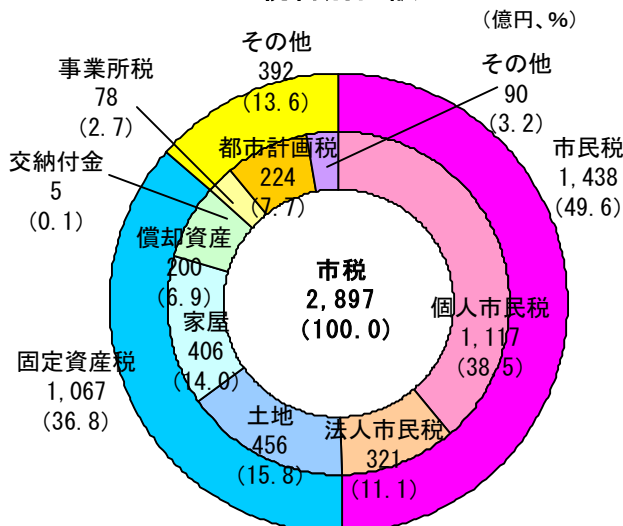 (億円、%)
その他
392
(13.6)
その他
90
(3.2)
事業所税
78
(2.7)
市民税
1,438
(49.6)
都市計画税
224
(7.7)
交納付金
5
(0.1)
償却資産
200
(6.9)
市税
2,897
(100.0)
個人市民税
1,117
(38.5)
家屋
406
(14.0)
固定資産税
1,067
(36.8)
土地
456
(15.8)
法人市民税
321
(11.1)